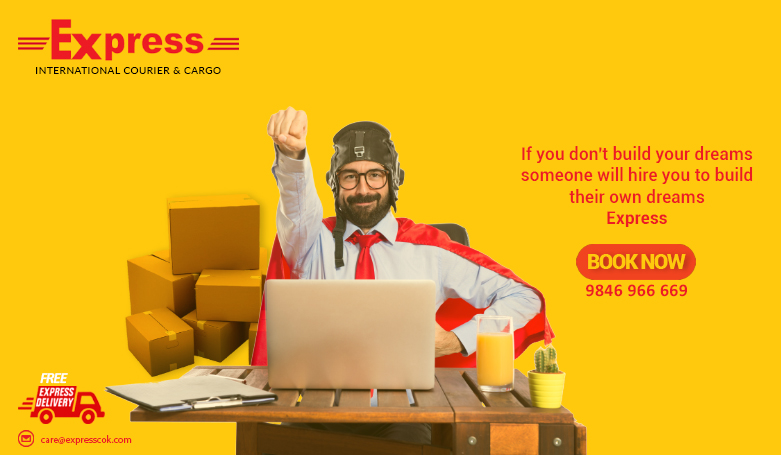 Express
INTERNATIONAL COURIER & CARGO
If you don't build your dreams
someone will hire you to build
their own dreams
Express
BOOK NOW
9846 966 669
FREE
EXPRESS
DELIVERY
care@expresscok.com